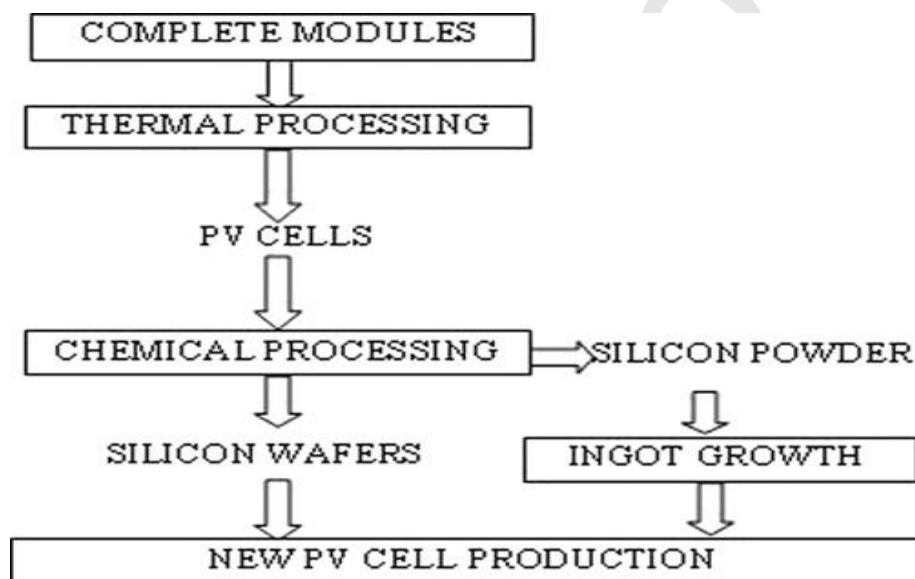 COMPLETE MODULES
THERMAL PROCESSING
PV CELLS
CHEMICAL PROCESSING
SILICON POWDER
SILICON WAFERS
INGOT GROWTH
NEW PV CELL PRODUCTION